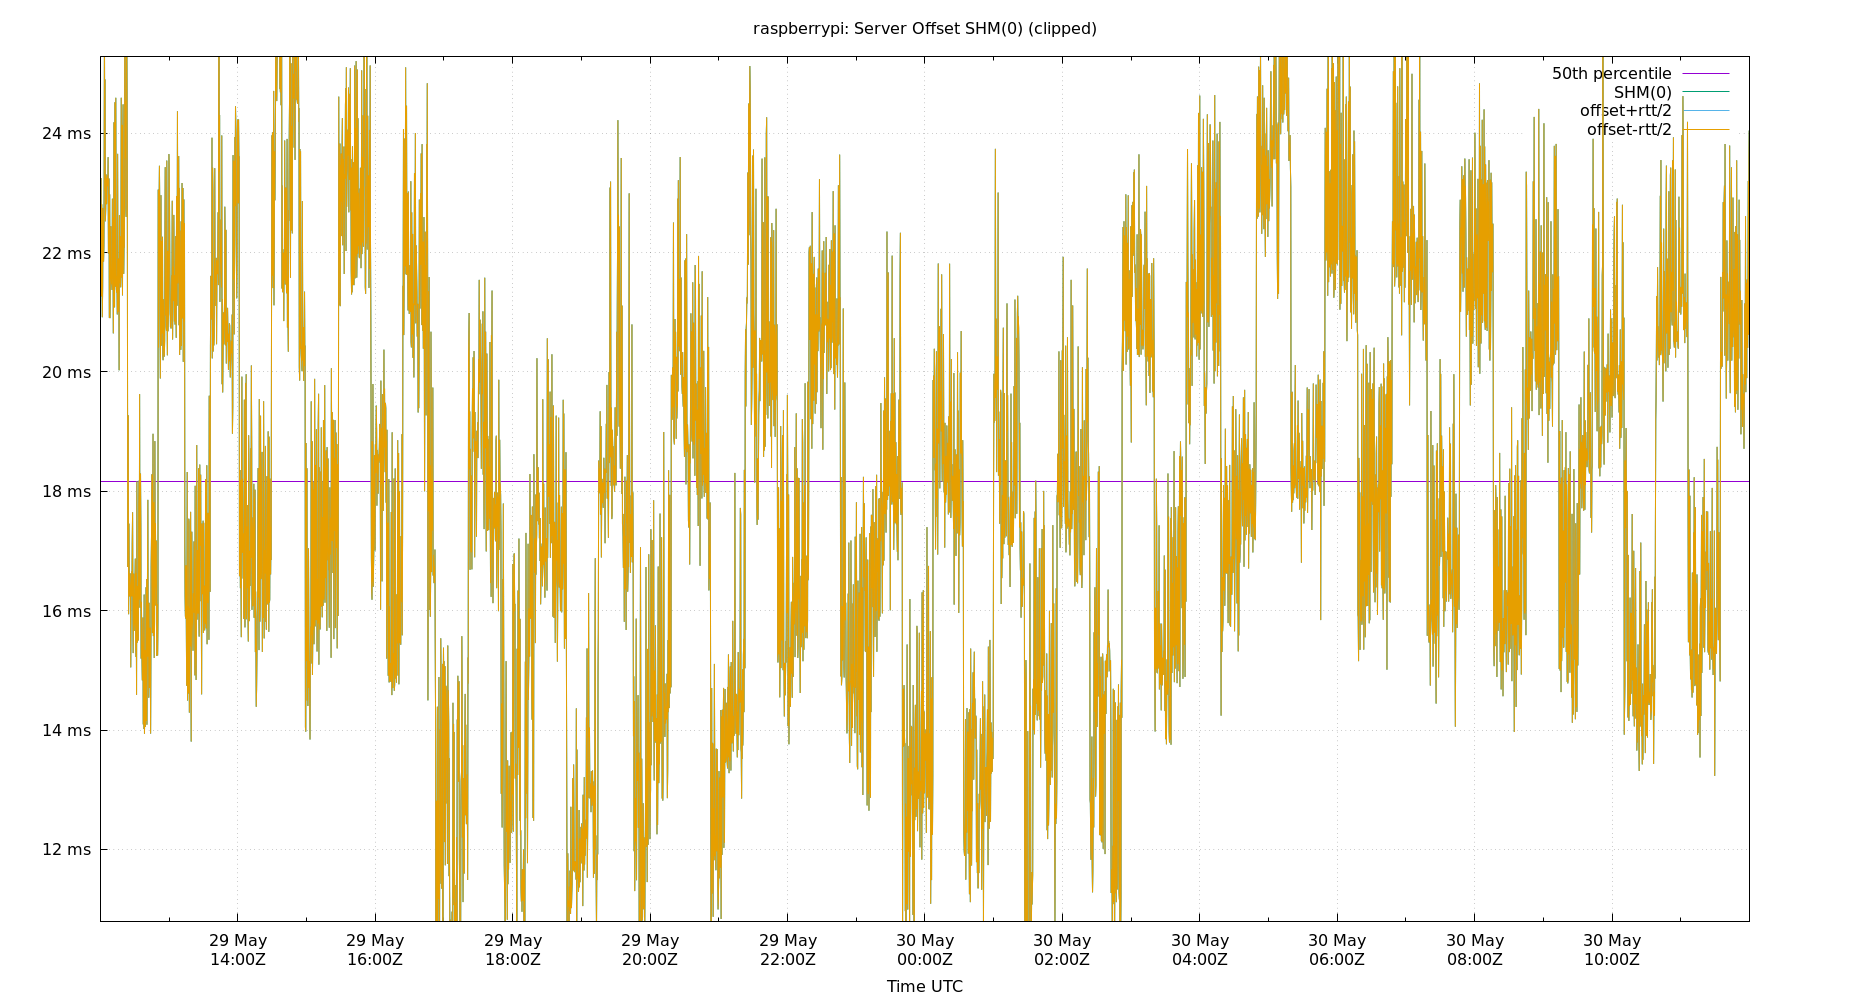 raspberrypi: Server Offset SHM(0) (clipped)
50th percentile
SHM(0)
offset+rtt/2
offset-rtt/2
24 ms
22 ms
20 ms
18 ms
16 ms
14 ms
12 ms
29 May 29 May 29 May 29 May 29 May 30 May 30 May 30 May 30 May 30 May 30 May
14:00Z 16:00Z 18:00Z 20:00Z 22:00Z 00:00Z 02:00Z 04:00Z 06:00Z 08:00Z 10:00Z
Time UTC